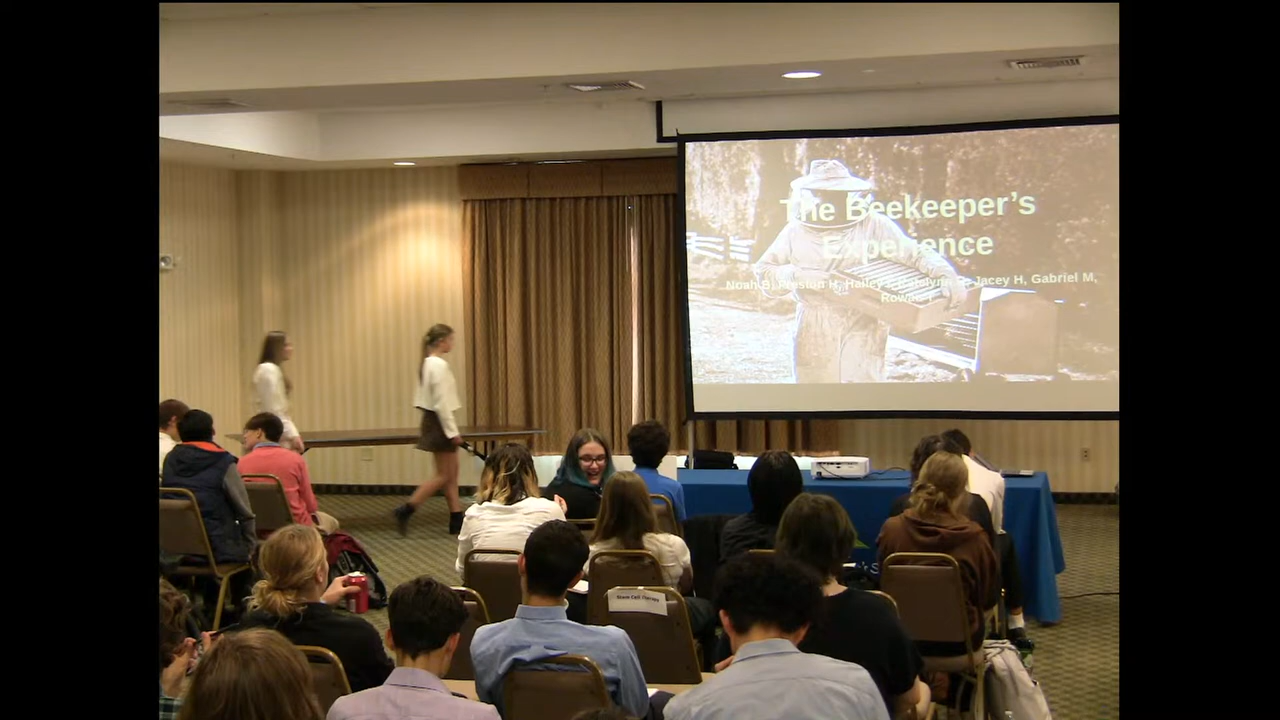 The Beekeeper's
Experience
Noah B, Preston H, Hailey J, Katelynn Jacey H, Gabriel M,
Rowan
Stem Cell Therapy